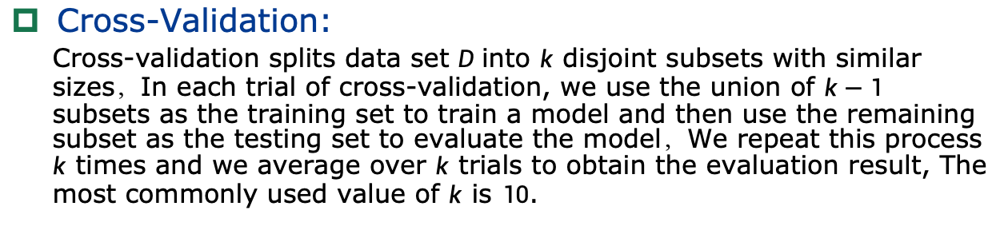 Cross-Validation:
Cross-validation splits data set D into k disjoint subsets with similar
sizes，In each trial of cross-validation, we use the union of k − 1
subsets as the training set to train a model and then use the remaining
subset as the testing set to evaluate the model，We repeat this process
k times and we average over k trials to obtain the evaluation result, The
most commonly used value of k is 10.